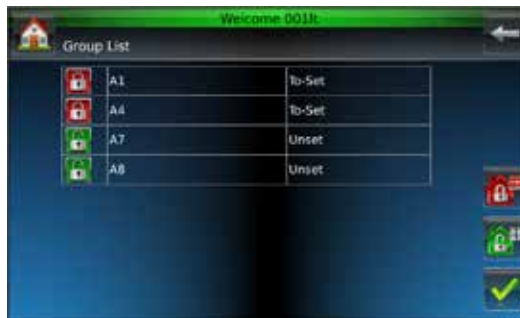 Welcome 001lt
Group List
A1 To-Set
A4 To-Set
A7 Unset
A8 Unset